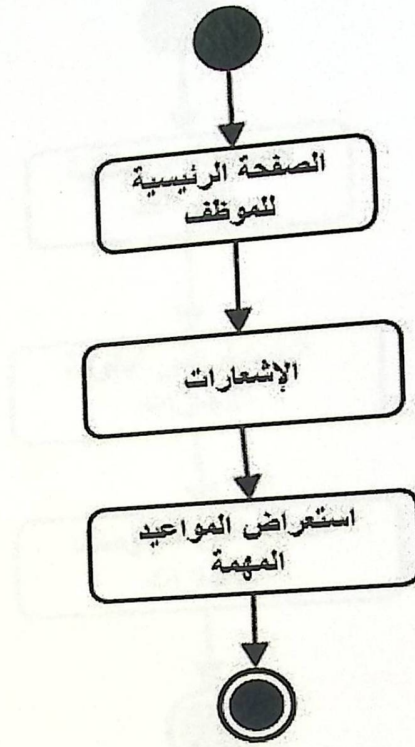 الصفحة الرئيسية
للموظف
الإشعارات
استعراض المواعيد
المهمة